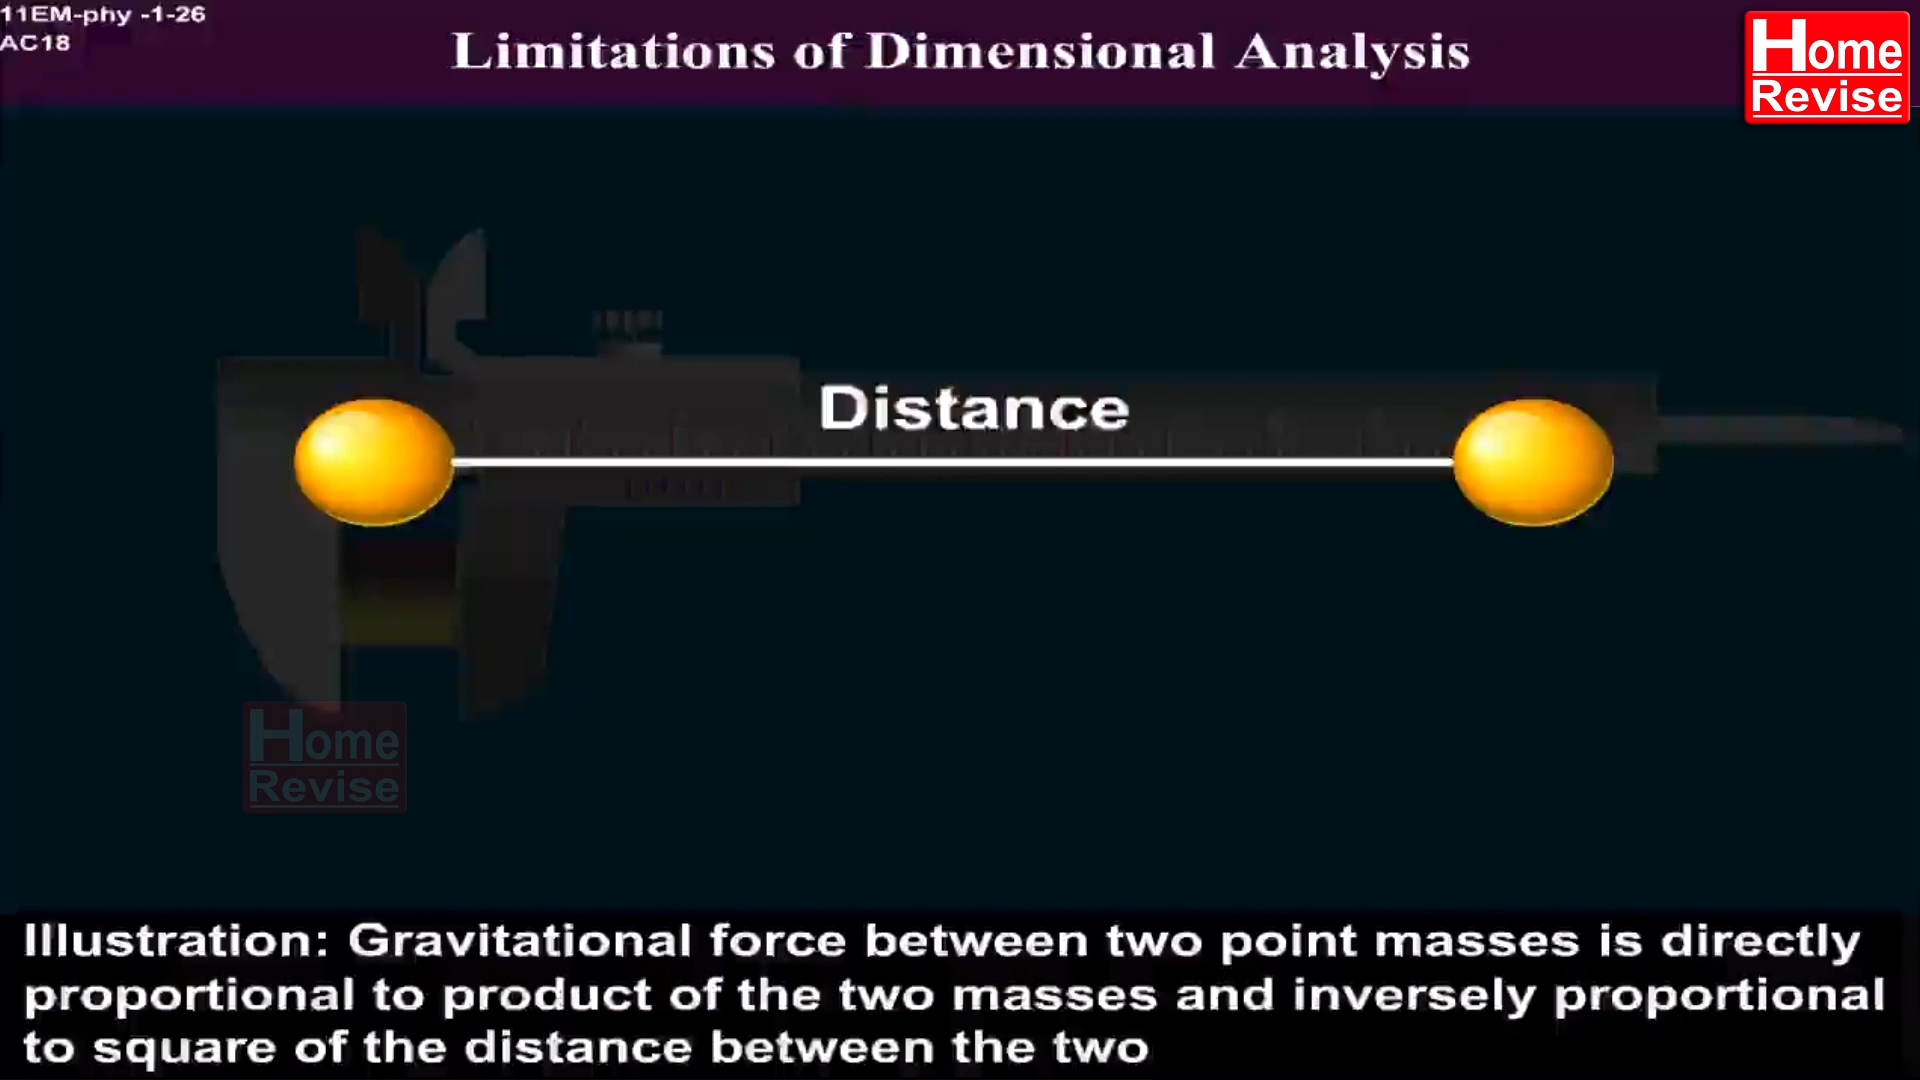 11EM-phy -1-26
AC18
Limitations of Dimensional Analysis
Home
Revise
Distance
Home
Revise
Illustration: Gravitational force between two point masses is directly
proportional to product of the two masses and inversely proportional
to square of the distance between the two